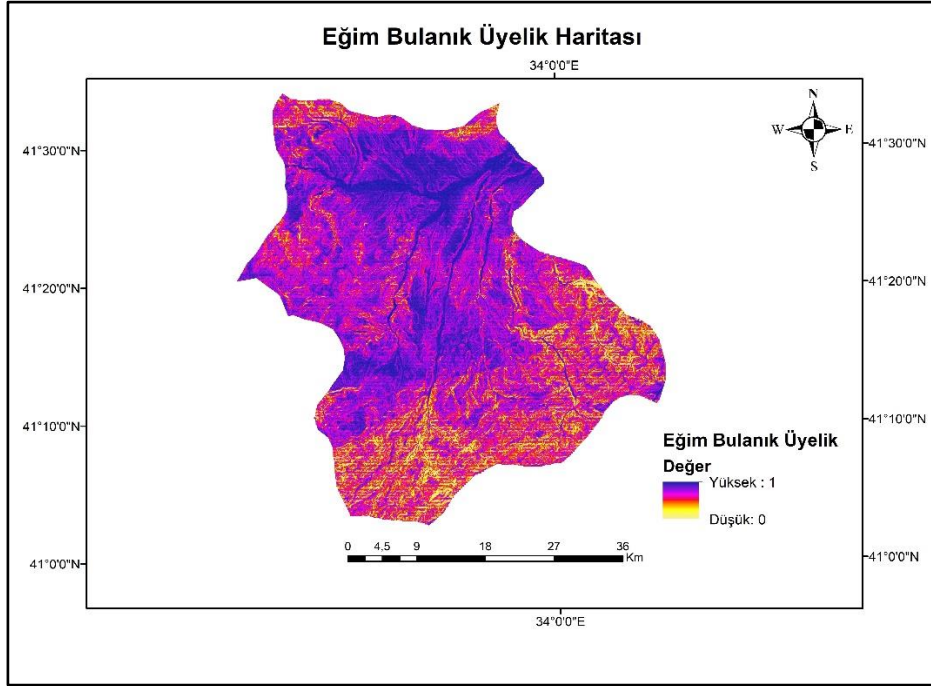 Eğim Bulanık Üyelik Haritası
34°0'0"E
N
W E
S
41°30'0"N 41°30'0"N
41°20'0"N 41°20'0"N
41°10'0"N 41°10'0"N
Eğim Bulanık Üyelik
Değer
Yüksek : 1
Düşük: 0
0 4,5 9 18 27 36
Km
41°0'0"N 41°0'0"N
34°0'0"E